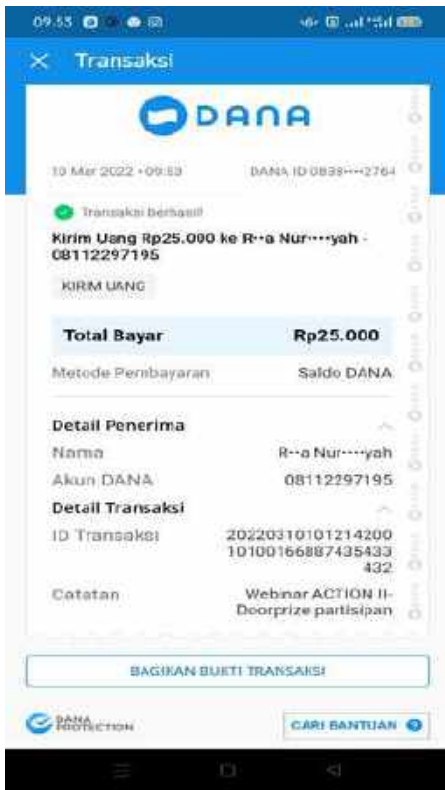 09.53
Transaksi
DANA
10 Mar 2022 • 09:53 DANA ID 0838••••2764
Transaksi berhasil!
Kirim Uang Rp25.000 ke R••a Nur••••yah -
08112297195
KIRIM UANG
Total Bayar Rp25.000
Metode Pembayaran Saldo DANA
Detail Penerima
Nama R••a Nur••••yah
Akun DANA 08112297195
Detail Transaksi
ID Transaksi 20220310101214200
10100166887435433
432
Catatan Webinar ACTION II-
Doorprize partisipan
BAGIKAN BUKTI TRANSAKSI
DANA
PROTECTION
CARI BANTUAN